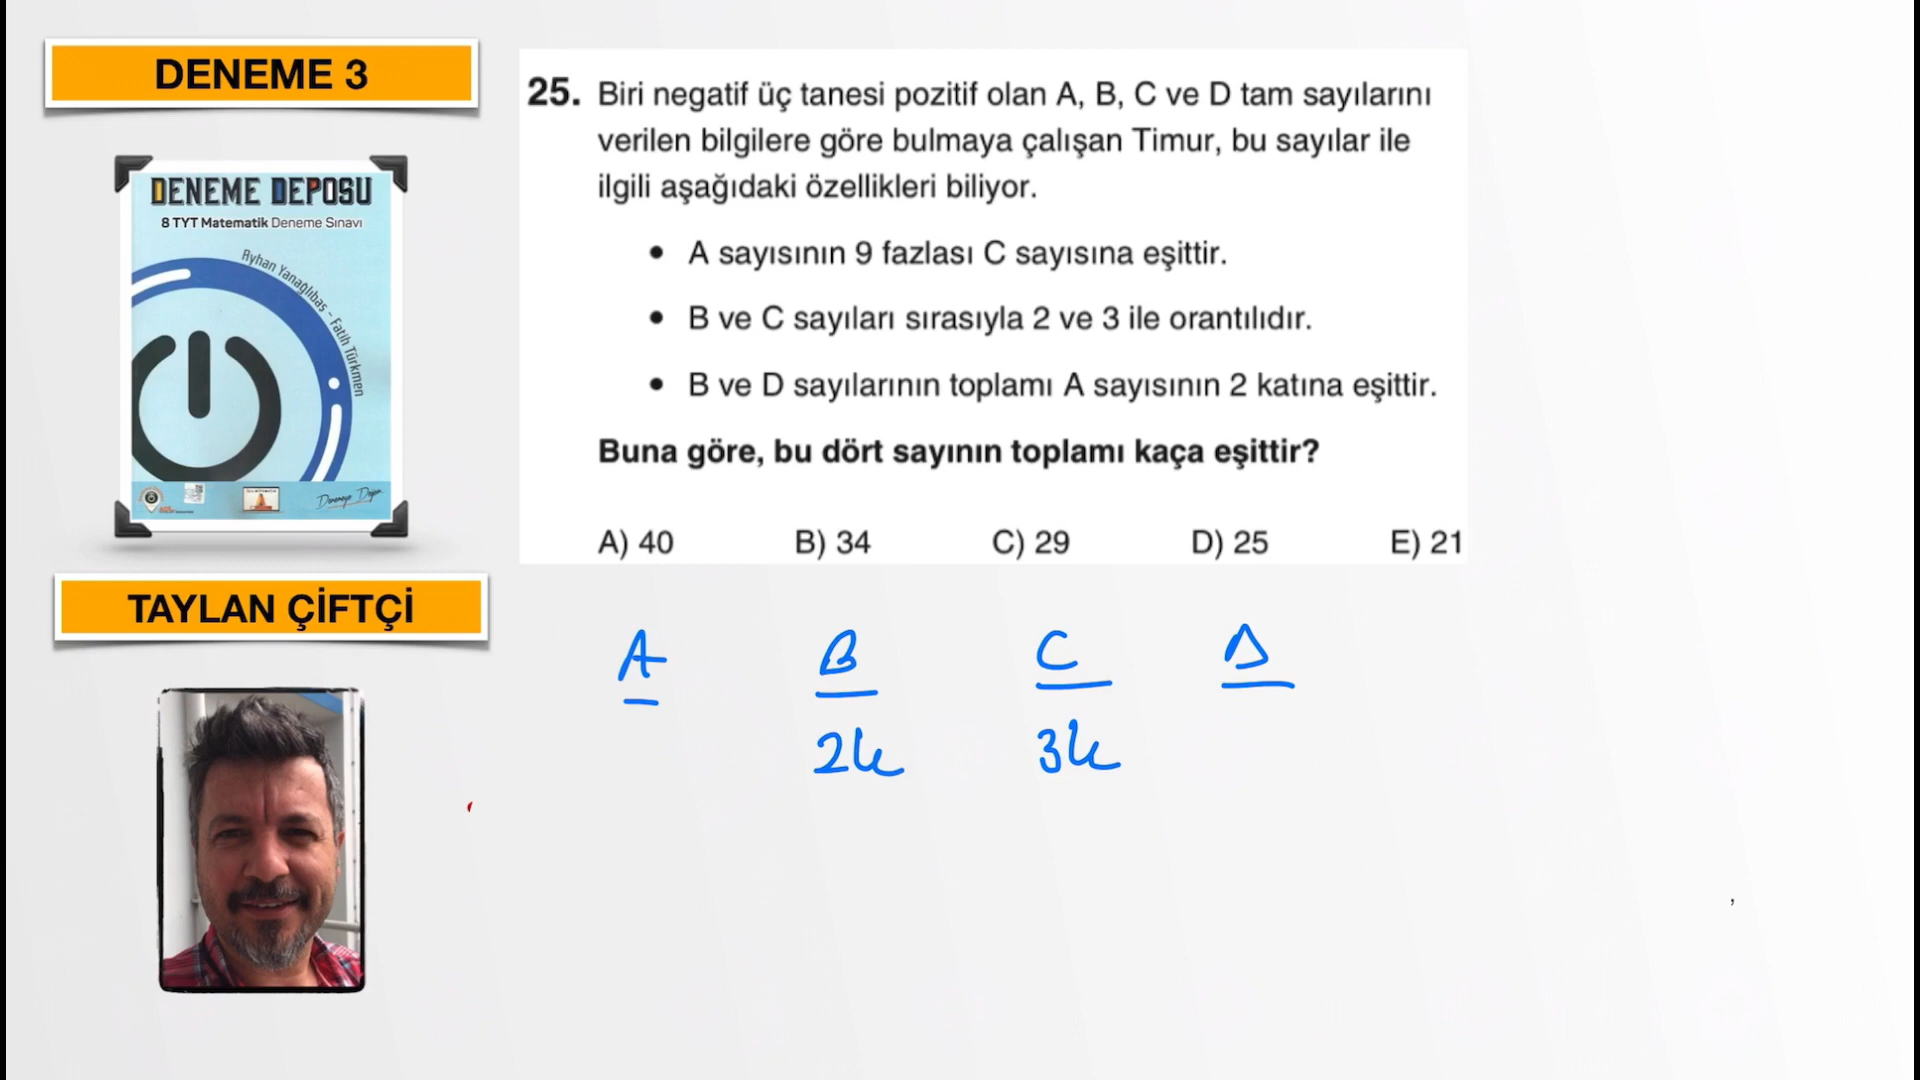 DENEME 3
DENEME DEPOSU
8 TYT Matematik Deneme Sınavı
Ayhan Yanağlıbaş - Fatih Türkmen
Denemeye Değer
TAYLAN ÇİFTÇİ
25. Biri negatif üç tanesi pozitif olan A, B, C ve D tam sayılarını
verilen bilgilere göre bulmaya çalışan Timur, bu sayılar ile
ilgili aşağıdaki özellikleri biliyor.
• A sayısının 9 fazlası C sayısına eşittir.
• B ve C sayıları sırasıyla 2 ve 3 ile orantılıdır.
• B ve D sayılarının toplamı A sayısının 2 katına eşittir.
Buna göre, bu dört sayının toplamı kaça eşittir?
A) 40 B) 34 C) 29 D) 25 E) 21
A B C D
2k 3k